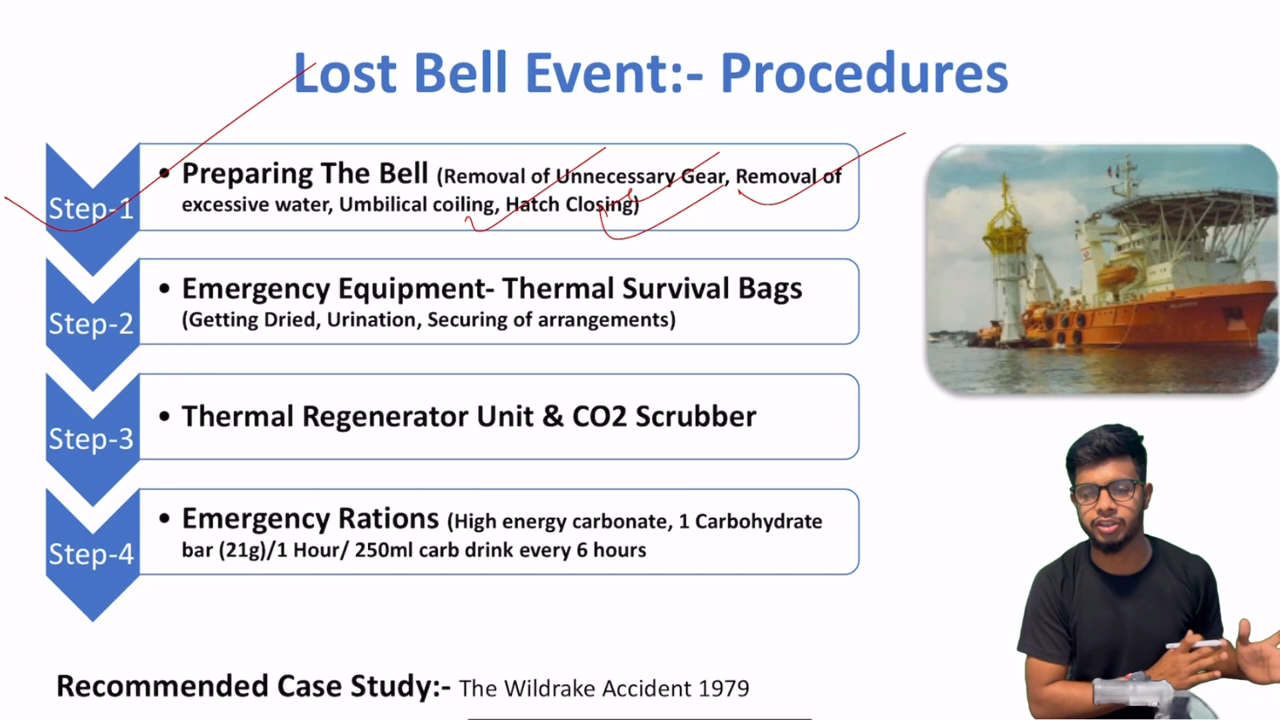 Lost Bell Event:- Procedures
Step-1
• Preparing The Bell (Removal of Unnecessary Gear, Removal of
excessive water, Umbilical coiling, Hatch Closing)
Step-2
• Emergency Equipment- Thermal Survival Bags
(Getting Dried, Urination, Securing of arrangements)
Step-3
• Thermal Regenerator Unit & CO2 Scrubber
Step-4
• Emergency Rations (High energy carbonate, 1 Carbohydrate
bar (21g)/1 Hour/ 250ml carb drink every 6 hours
Recommended Case Study:- The Wildrake Accident 1979